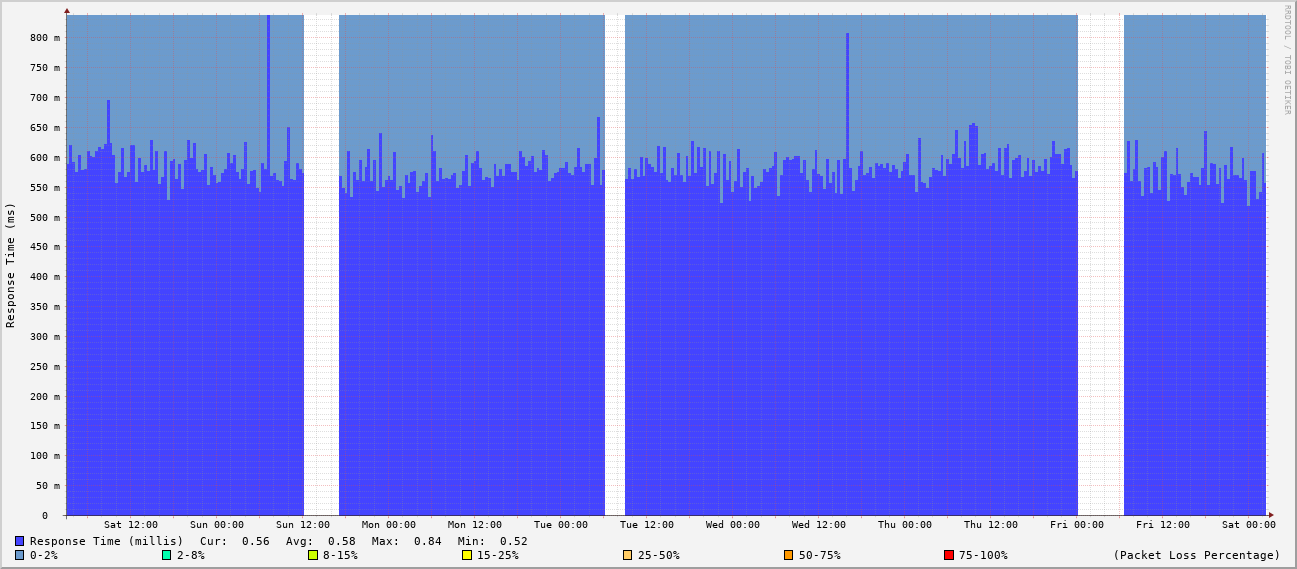 RRDTOOL / TOBI OETIKER
Response Time (ms)
800 m
750 m
700 m
650 m
600 m
550 m
500 m
450 m
400 m
350 m
300 m
250 m
200 m
150 m
100 m
50 m
0
Sat 12:00 Sun 00:00 Sun 12:00 Mon 00:00 Mon 12:00 Tue 00:00 Tue 12:00 Wed 00:00 Wed 12:00 Thu 00:00 Thu 12:00 Fri 00:00 Fri 12:00 Sat 00:00
Response Time (millis) Cur: 0.56 Avg: 0.58 Max: 0.84 Min: 0.52
0-2% 2-8% 8-15% 15-25% 25-50% 50-75% 75-100% (Packet Loss Percentage)